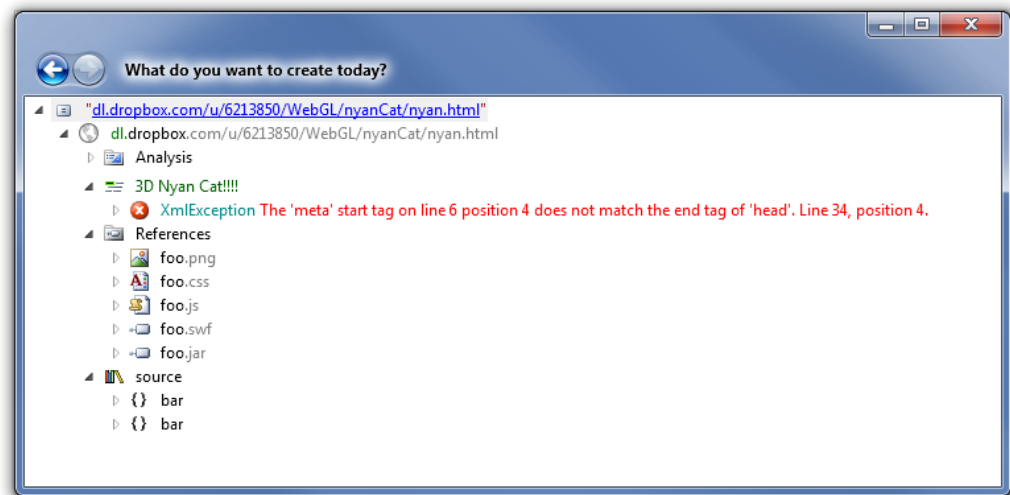 What do you want to create today?
"dl.dropbox.com/u/6213850/WebGL/nyanCat/nyan.html"
dl.dropbox.com/u/6213850/WebGL/nyanCat/nyan.html
Analysis
3D Nyan Cat!!!!
XmlException The 'meta' start tag on line 6 position 4 does not match the end tag of 'head'. Line 34, position 4.
References
foo.png
foo.css
foo.js
foo.swf
foo.jar
source
{} bar
{} bar